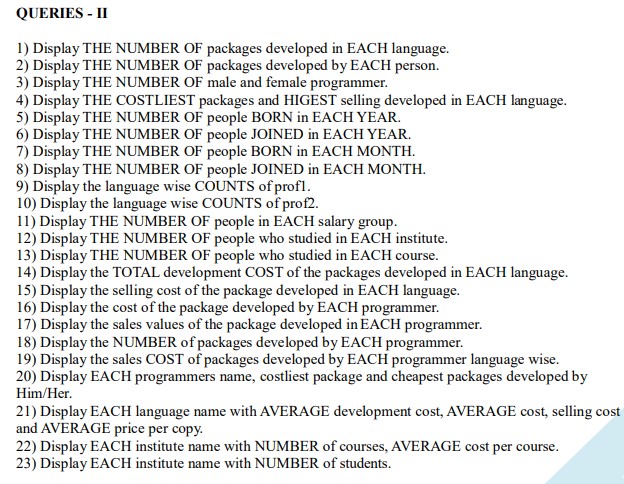 QUERIES - II
1) Display THE NUMBER OF packages developed in EACH language.
2) Display THE NUMBER OF packages developed by EACH person.
3) Display THE NUMBER OF male and female programmer.
4) Display THE COSTLIEST packages and HIGEST selling developed in EACH language.
5) Display THE NUMBER OF people BORN in EACH YEAR.
6) Display THE NUMBER OF people JOINED in EACH YEAR.
7) Display THE NUMBER OF people BORN in EACH MONTH.
8) Display THE NUMBER OF people JOINED in EACH MONTH.
9) Display the language wise COUNTS of prof1.
10) Display the language wise COUNTS of prof2.
11) Display THE NUMBER OF people in EACH salary group.
12) Display THE NUMBER OF people who studied in EACH institute.
13) Display THE NUMBER OF people who studied in EACH course.
14) Display the TOTAL development COST of the packages developed in EACH language.
15) Display the selling cost of the package developed in EACH language.
16) Display the cost of the package developed by EACH programmer.
17) Display the sales values of the package developed in EACH programmer.
18) Display the NUMBER of packages developed by EACH programmer.
19) Display the sales COST of packages developed by EACH programmer language wise.
20) Display EACH programmers name, costliest package and cheapest packages developed by
Him/Her.
21) Display EACH language name with AVERAGE development cost, AVERAGE cost, selling cost
and AVERAGE price per copy.
22) Display EACH institute name with NUMBER of courses, AVERAGE cost per course.
23) Display EACH institute name with NUMBER of students.